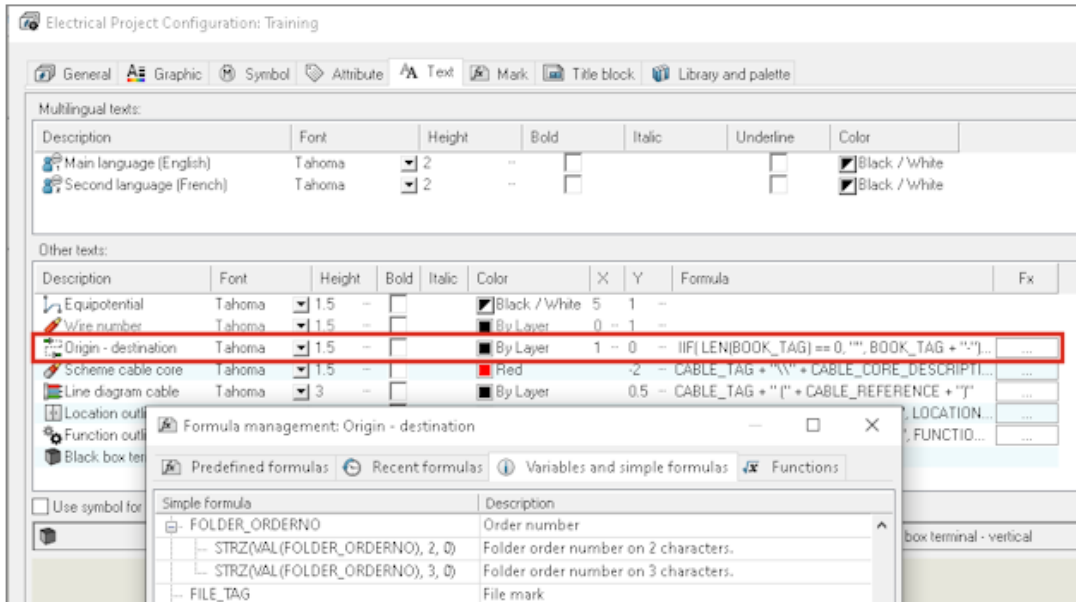 Electrical Project Configuration: Training
General Graphic Symbol Attribute Text Mark Title block Library and palette
Multilingual texts:
Description Font Height Bold Italic Underline Color
Main language (English) Tahoma 2 Black / White
Second language (French) Tahoma 2 Black / White
Other texts:
Description Font Height Bold Italic Color X Y Formula Fx
Equipotential Tahoma 1.5 Black / White 5 1
Wire number Tahoma 1.5 By Layer 0 1
Origin - destination Tahoma 1.5 By Layer 1 0 IIF( LEN(BOOK_TAG) == 0, "", BOOK_TAG + "-")... ...
Scheme cable core Tahoma 1.5 Red -2 CABLE_TAG + "\\" + CABLE_CORE_DESCRIPTI... ...
Line diagram cable Tahoma 3 By Layer 0.5 CABLE_TAG + " (" + CABLE_REFERENCE + ")" ...
Location outli ", LOCATION... ...
Function outli ", FUNCTIO... ...
Black box ter
Use symbol for
box terminal - vertical
Formula management: Origin - destination
Predefined formulas Recent formulas Variables and simple formulas Functions
Simple formula Description
FOLDER_ORDERNO Order number
STRZ(VAL(FOLDER_ORDERNO), 2, 0) Folder order number on 2 characters.
STRZ(VAL(FOLDER_ORDERNO), 3, 0) Folder order number on 3 characters.
FILE_TAG File mark